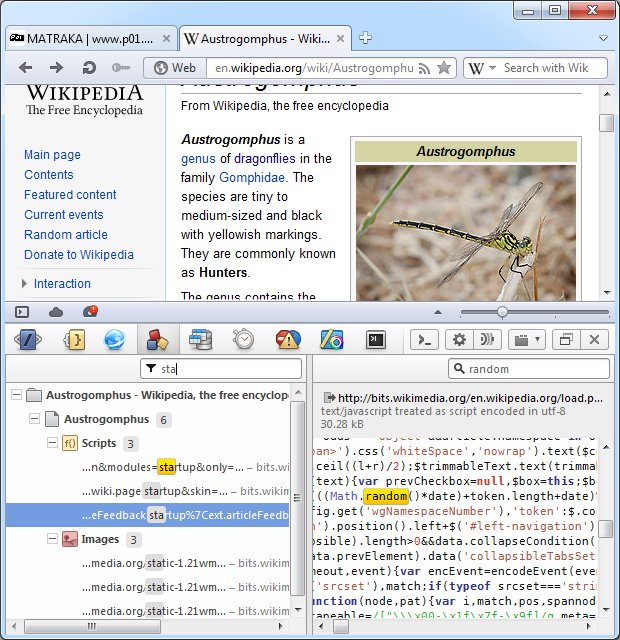 MATRAKA | www.p01....
Austrogomphus - Wiki...
Web
en.wikipedia.org/wiki/Austrogomphu
Search with Wik
WIKIPEDIA
The Free Encyclopedia
Main page
Contents
Featured content
Current events
Random article
Donate to Wikipedia
Interaction
From Wikipedia, the free encyclopedia
Austrogomphus is a
genus of dragonflies in the
family Gomphidae. The
species are tiny to
medium-sized and black
with yellowish markings.
They are commonly known
as Hunters.
The genus contains the
Austrogomphus
sta
random
Austrogomphus - Wikipedia, the free encyclop
Austrogomphus 6
Scripts 3
...n&modules=startup&only=... – bits.wi
...wiki.page startup&skin=... – bits.wi
...eFeedback startup%7Cext.articleFeedb
Images 3
...media.org/static-1.21wm... – bits.wikim
...media.org/static-1.21wm... – bits.wikim
...media.org/static-1.21wm... – bits.wikim
http://bits.wikimedia.org/en.wikipedia.org/load.p...
text/javascript treated as script encoded in utf-8
30.28 kB
pan>').css('whiteSpace','nowrap').text($c
.ceil((l+r)/2);$trimmableText.text(trimma
text){var prevCheckbox=null,$box=this;$b
(((Math.random()*date)+token.length+date)%
fig.get('wgNamespaceNumber'),'token':$.co
n').position().left+$('#left-navigation')
psible).length>0&&data.collapseCondition(
ata.prevElement).data('collapsibleTabsSet
meout,event){var encEvent=encodeEvent(eve
('srcset'),match;if(typeof srcset==='stri
unction(node,pat){var i,match,pos,spannod